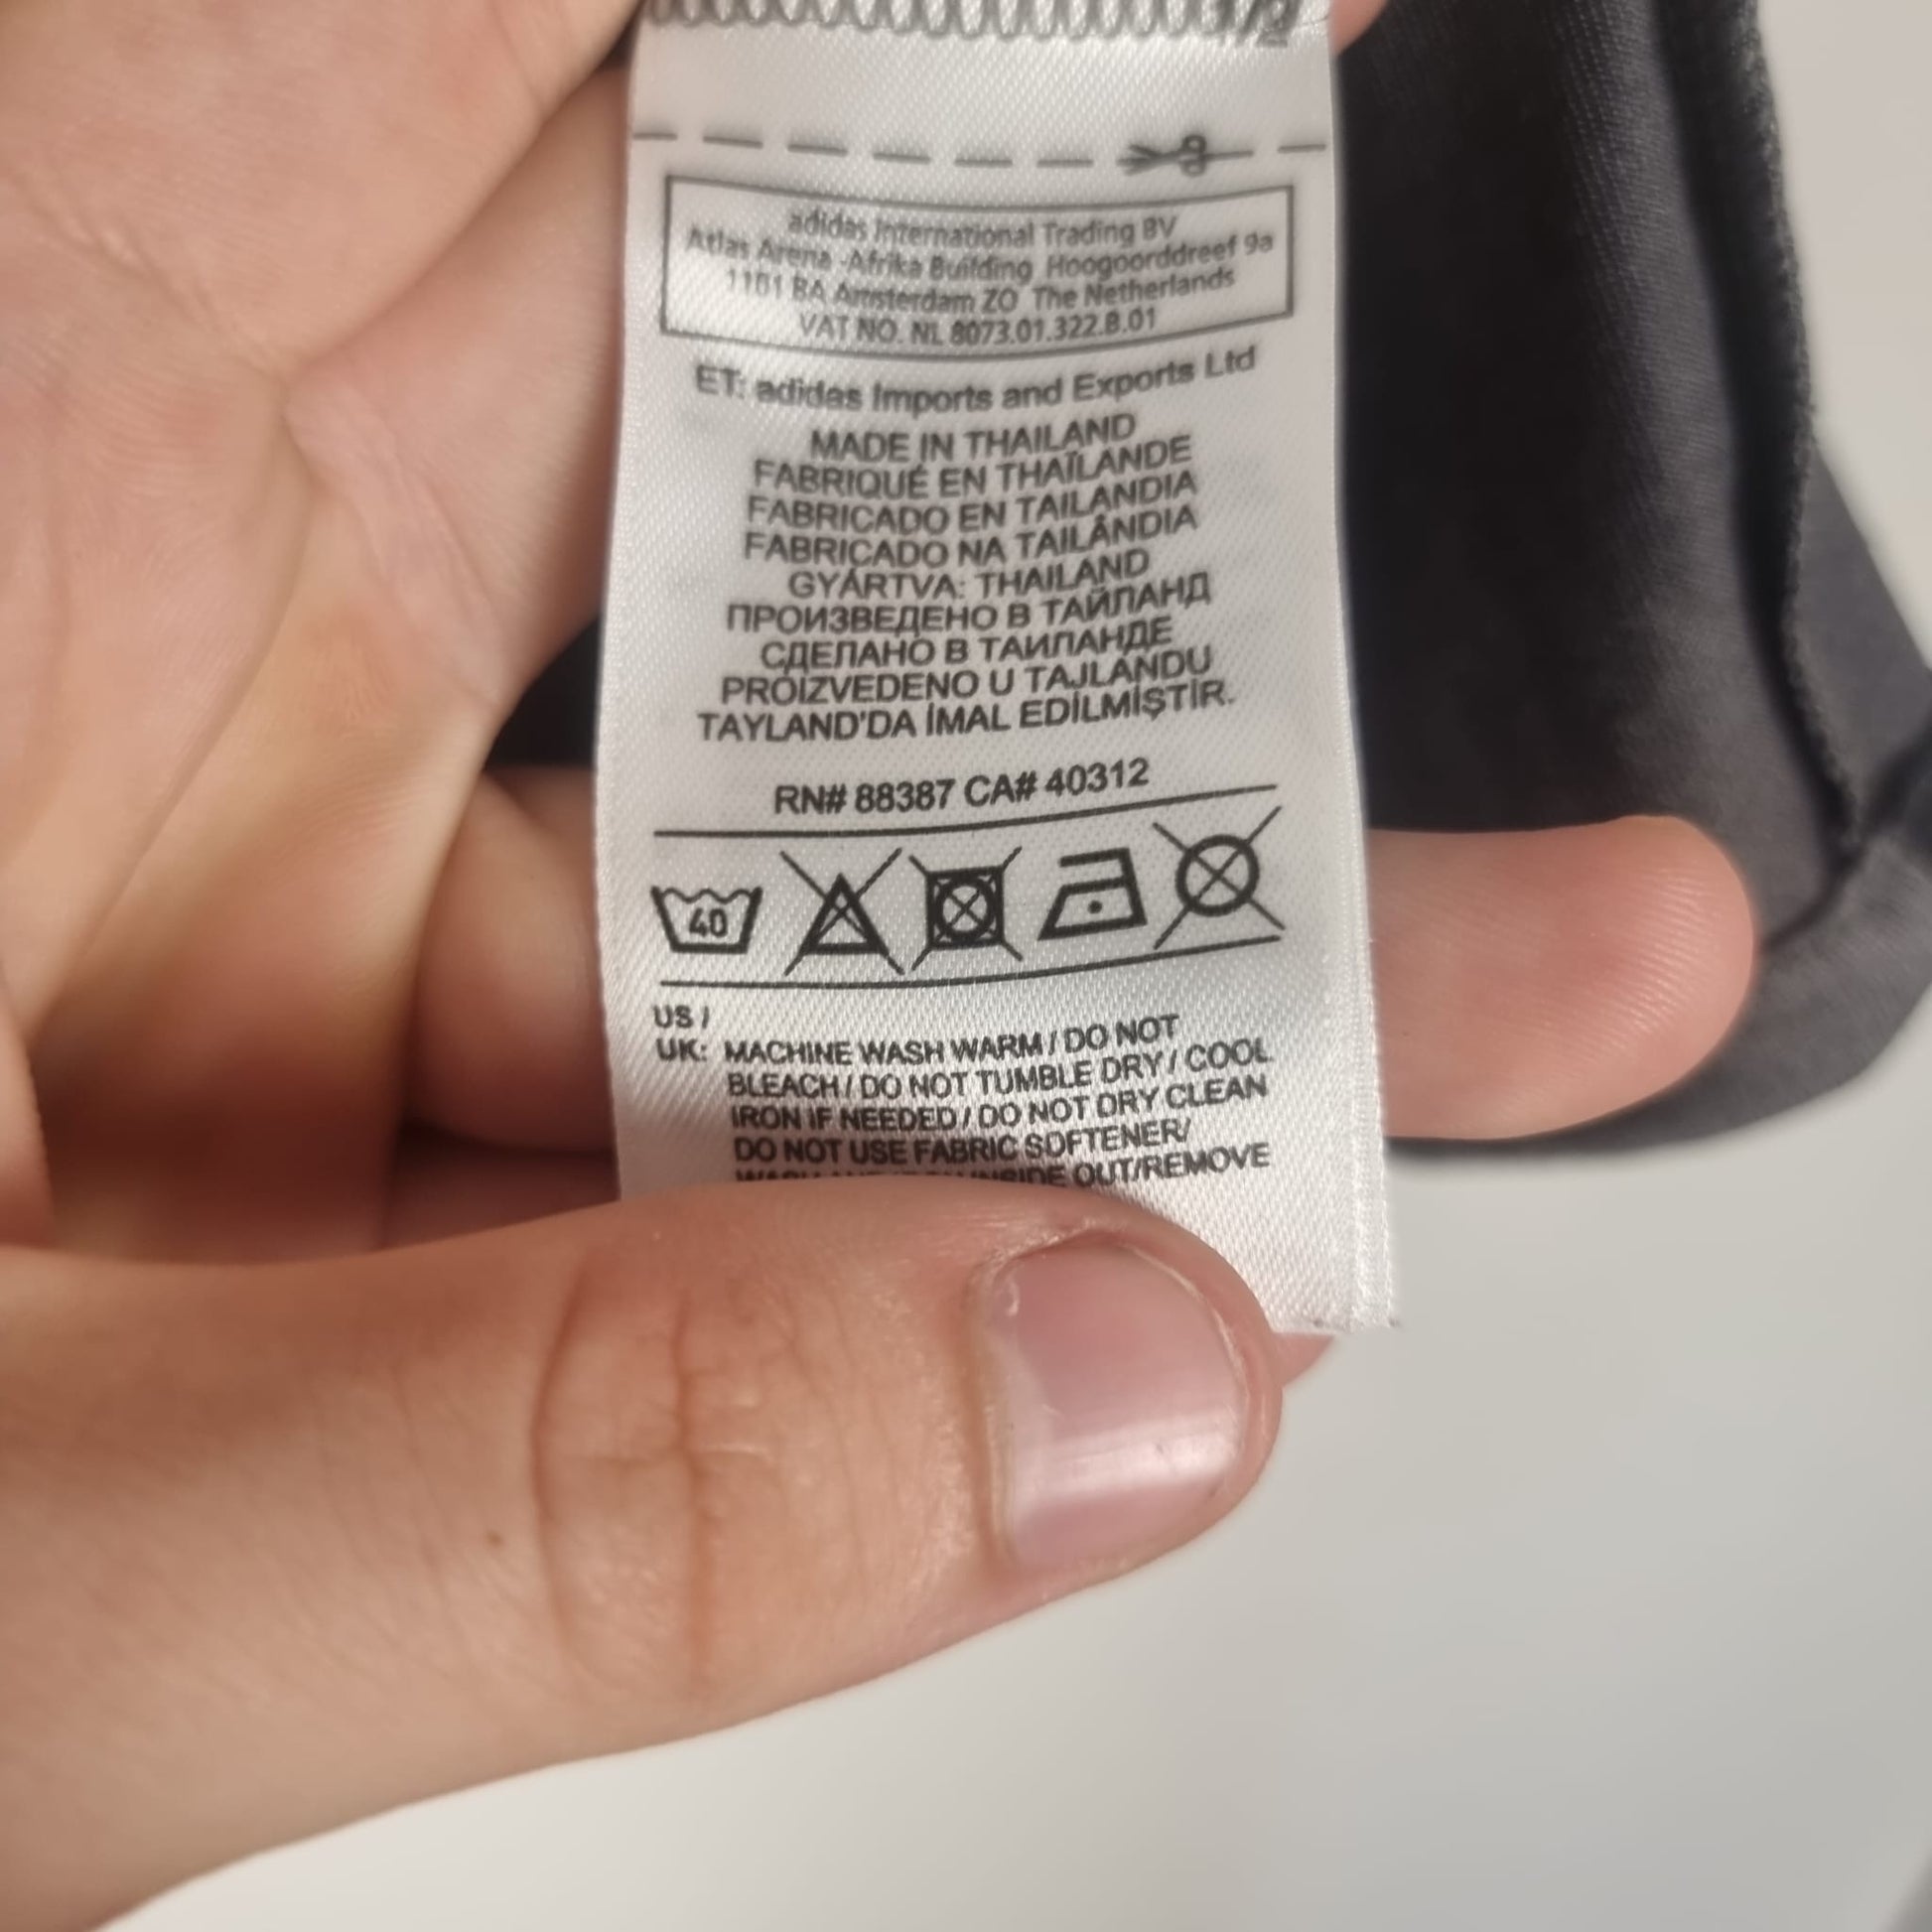 adidas International Trading BV
Atlas Arena -Afrika Building Hoogoorddreef 9a
1101 BA Amsterdam ZO The Netherlands
VAT NO. NL 8073.01.322.B.01
ET: adidas Imports and Exports Ltd
MADE IN THAILAND
FABRIQUÉ EN THAÏLANDE
FABRICADO EN TAILANDIA
FABRICADO NA TAILÂNDIA
GYÁRTVA: THAILAND
ПРОИЗВЕДЕНО В ТАЙЛАНД
СДЕЛАНО В ТАИЛАНДЕ
PROIZVEDENO U TAJLANDU
TAYLAND'DA İMAL EDİLMİŞTİR.
RN# 88387 CA# 40312
40
US /
UK: MACHINE WASH WARM / DO NOT
BLEACH / DO NOT TUMBLE DRY / COOL
IRON IF NEEDED / DO NOT DRY CLEAN
DO NOT USE FABRIC SOFTENER/
INSIDE OUT/REMOVE